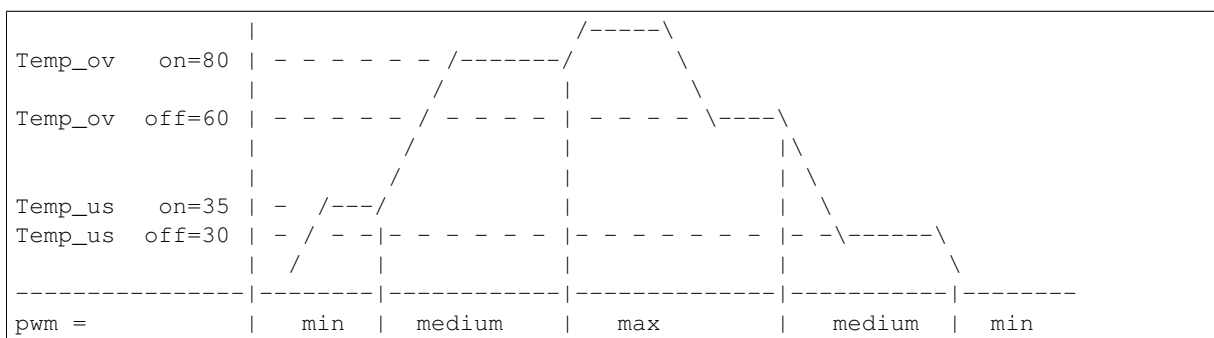 |                     /-----\
Temp_ov   on=80 | - - - - - - /-------/       \
                |            /        |        \
Temp_ov  off=60 | - - - - - / - - - - | - - - - \----\
                |          /          |              |\
                |         /           |              | \
Temp_us   on=35 | -  /---/            |              |  \
Temp_us  off=30 | - / - -|- - - - - - |- - - - - - - |- -\------\
                |  /     |            |              |           \
----------------|--------|------------|--------------|-----------|--------
pwm =           |   min  |  medium    |   max        |   medium  |  min